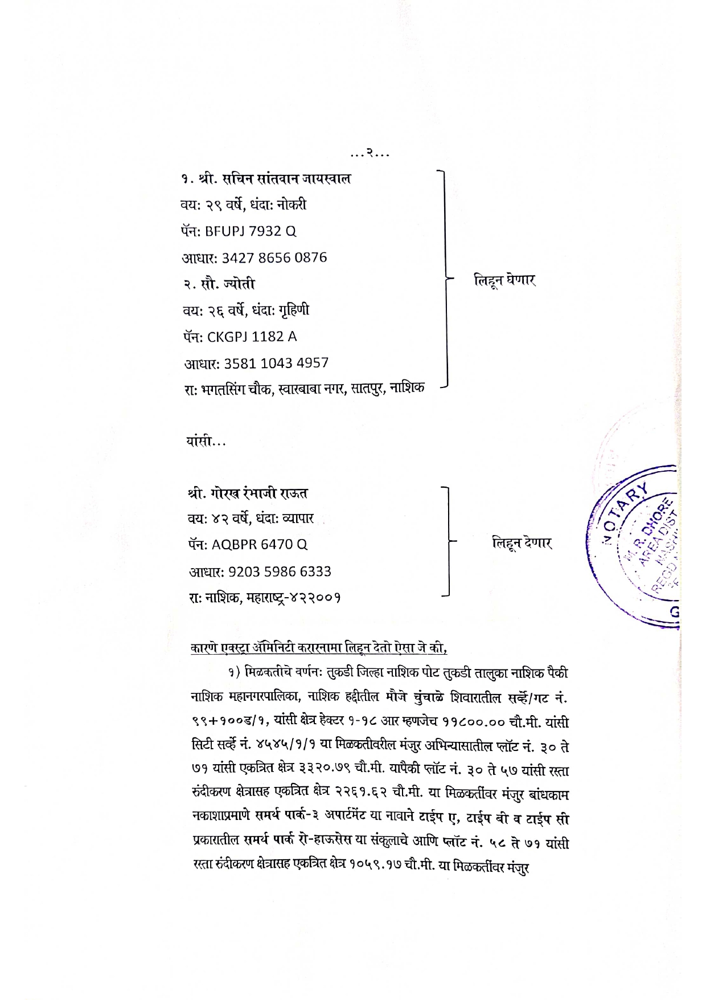 ...२...
१. श्री. सचिन सांतवान जायस्वाल
वय: २९ वर्षे, धंदा: नोकरी
पॅन: BFUPJ 7932 Q
आधार: 3427 8656 0876
२. सौ. ज्योती
वय: २६ वर्षे, धंदा: गृहिणी
पॅन: CKGPJ 1182 A
आधार: 3581 1043 4957
रा: भगतसिंग चौक, स्वारबाबा नगर, सातपुर, नाशिक
लिहून घेणार
यांसी...
श्री. गोरख रंभाजी राऊत
वय: ४२ वर्षे, धंदा: व्यापार
पॅन: AQBPR 6470 Q
आधार: 9203 5986 6333
रा: नाशिक, महाराष्ट्र-४२२००१
लिहून देणार
NOTARY
M. R. DHORE
AREA DIST
NASHI
REGD
G
कारणे एक्स्ट्रा ॲमिनिटी करारनामा लिहून देतो ऐसा जे की,
१) मिळकतीचे वर्णन: तुकडी जिल्हा नाशिक पोट तुकडी तालुका नाशिक पैकी
नाशिक महानगरपालिका, नाशिक हद्दीतील मौजे चुंचाळे शिवारातील सर्व्हे/गट नं.
९९+१००ड/१, यांसी क्षेत्र हेक्टर १-१८ आर म्हणजेच ११८००.०० चौ.मी. यांसी
सिटी सर्व्हे नं. ४५४५/१/१ या मिळकतीवरील मंजुर अभिन्यासातील प्लॉट नं. ३० ते
७१ यांसी एकत्रित क्षेत्र ३३२०.७९ चौ.मी. यापैकी प्लॉट नं. ३० ते ५७ यांसी रस्ता
रुंदीकरण क्षेत्रासह एकत्रित क्षेत्र २२६१.६२ चौ.मी. या मिळकतींवर मंजुर बांधकाम
नकाशाप्रमाणे समर्थ पार्क-३ अपार्टमेंट या नावाने टाईप ए, टाईप बी व टाईप सी
प्रकारातील समर्थ पार्क रो-हाऊसेस या संकुलाचे आणि प्लॉट नं. ५८ ते ७१ यांसी
रस्ता रुंदीकरण क्षेत्रासह एकत्रित क्षेत्र १०५९.१७ चौ.मी. या मिळकतींवर मंजुर